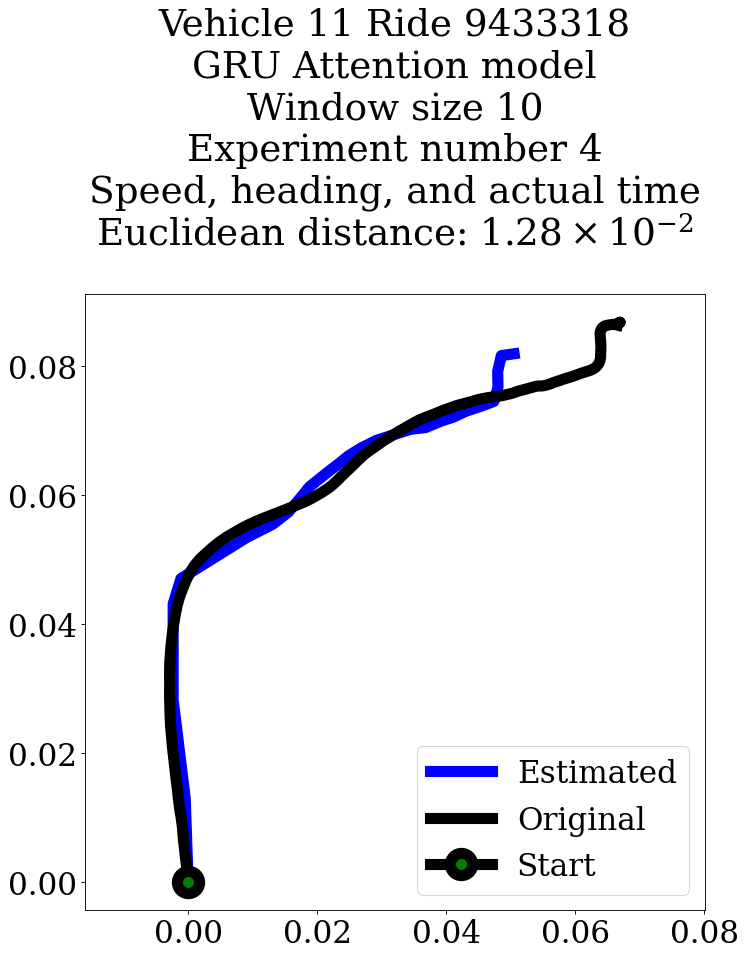 Vehicle 11 Ride 9433318
GRU Attention model
Window size 10
Experiment number 4
Speed, heading, and actual time
Euclidean distance: 1.28 × 10⁻²
0.08
0.06
0.04
0.02
0.00
Estimated
Original
Start
0.00 0.02 0.04 0.06 0.08